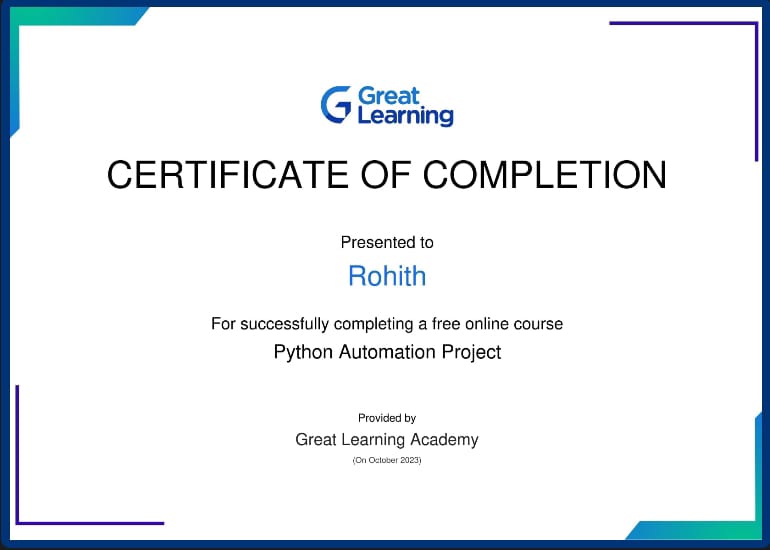 Great
Learning
CERTIFICATE OF COMPLETION
Presented to
Rohith
For successfully completing a free online course
Python Automation Project
Provided by
Great Learning Academy
(On October 2023)